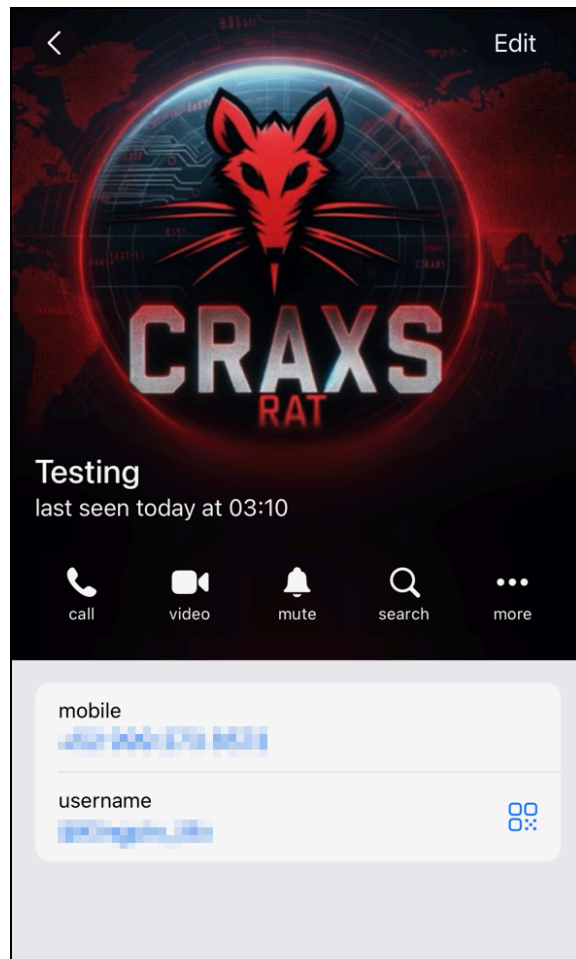 Edit
CRAXS
RAT
Testing
last seen today at 03:10
call video mute search more
mobile
username